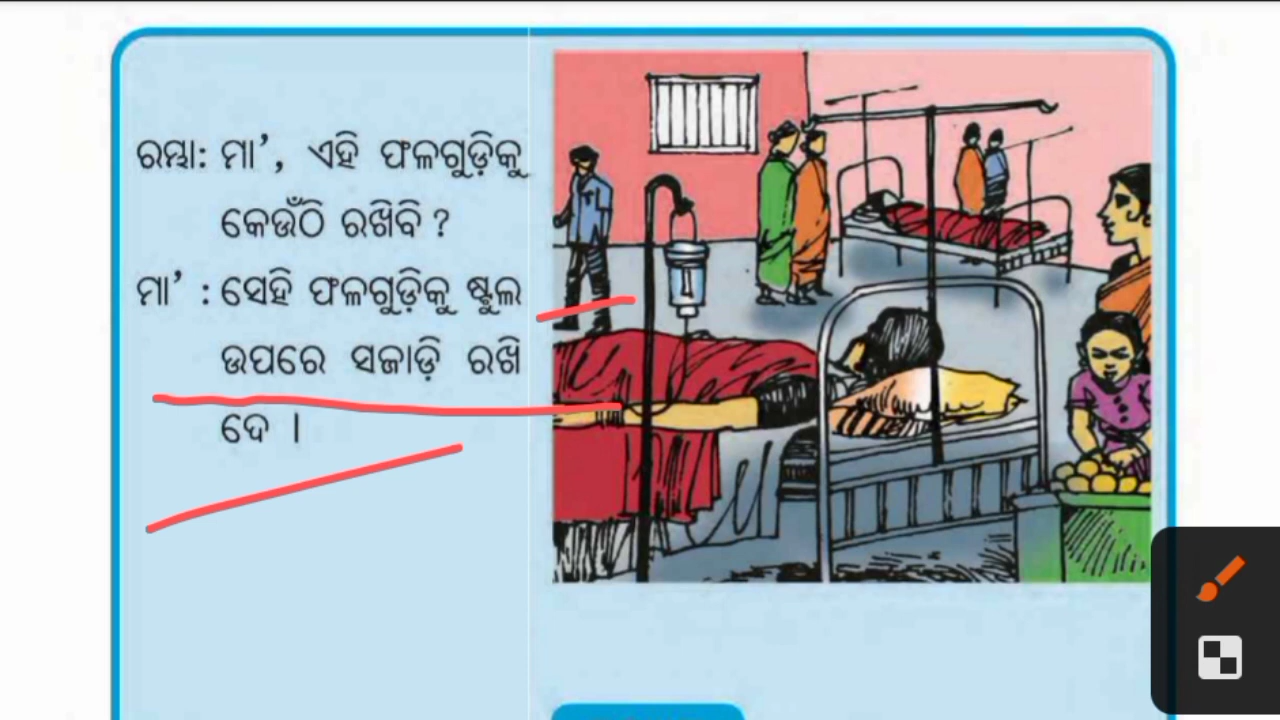 ରମ୍ଭା: ମା’, ଏହି ଫଳଗୁଡ଼ିକୁ
କେଉଁଠି ରଖିବି ?
ମା’ : ସେହି ଫଳଗୁଡ଼ିକୁ ଷ୍ଟୁଲ
ଉପରେ ସଜାଡ଼ି ରଖି
ଦେ ।